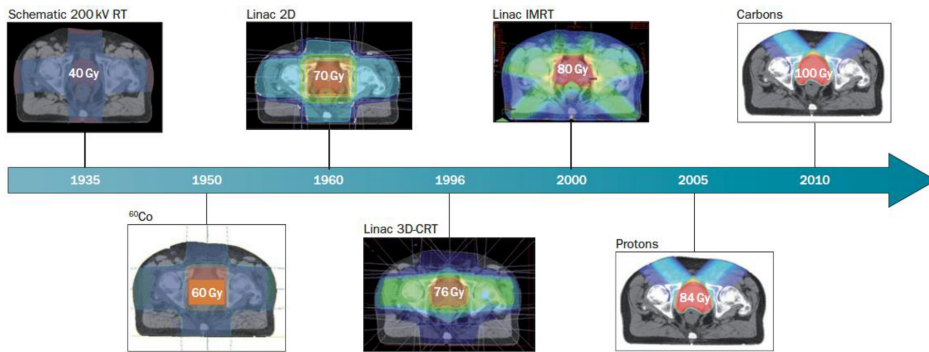 Schematic 200 kV RT
Linac 2D
Linac IMRT
Carbons
40 Gy
70 Gy
80 Gy
100 Gy
1935
1950
1960
1996
2000
2005
2010
⁶⁰Co
Linac 3D-CRT
Protons
60 Gy
76 Gy
84 Gy